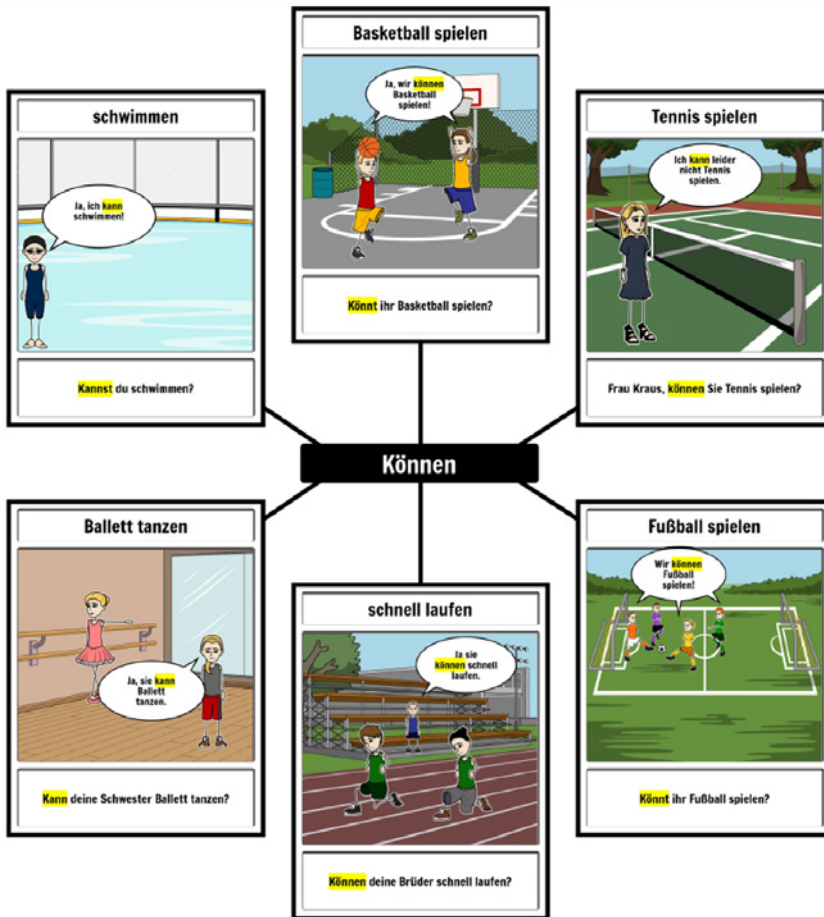 schwimmen
Ja, ich kann
schwimmen!
Kannst du schwimmen?
Basketball spielen
Ja, wir können
Basketball
spielen!
Könnt ihr Basketball spielen?
Tennis spielen
Ich kann leider
nicht Tennis
spielen.
Frau Kraus, können Sie Tennis spielen?
Können
Ballett tanzen
Ja, sie kann
Ballett
tanzen.
Kann deine Schwester Ballett tanzen?
schnell laufen
Ja sie
können schnell
laufen.
Können deine Brüder schnell laufen?
Fußball spielen
Wir können
Fußball
spielen!
Könnt ihr Fußball spielen?